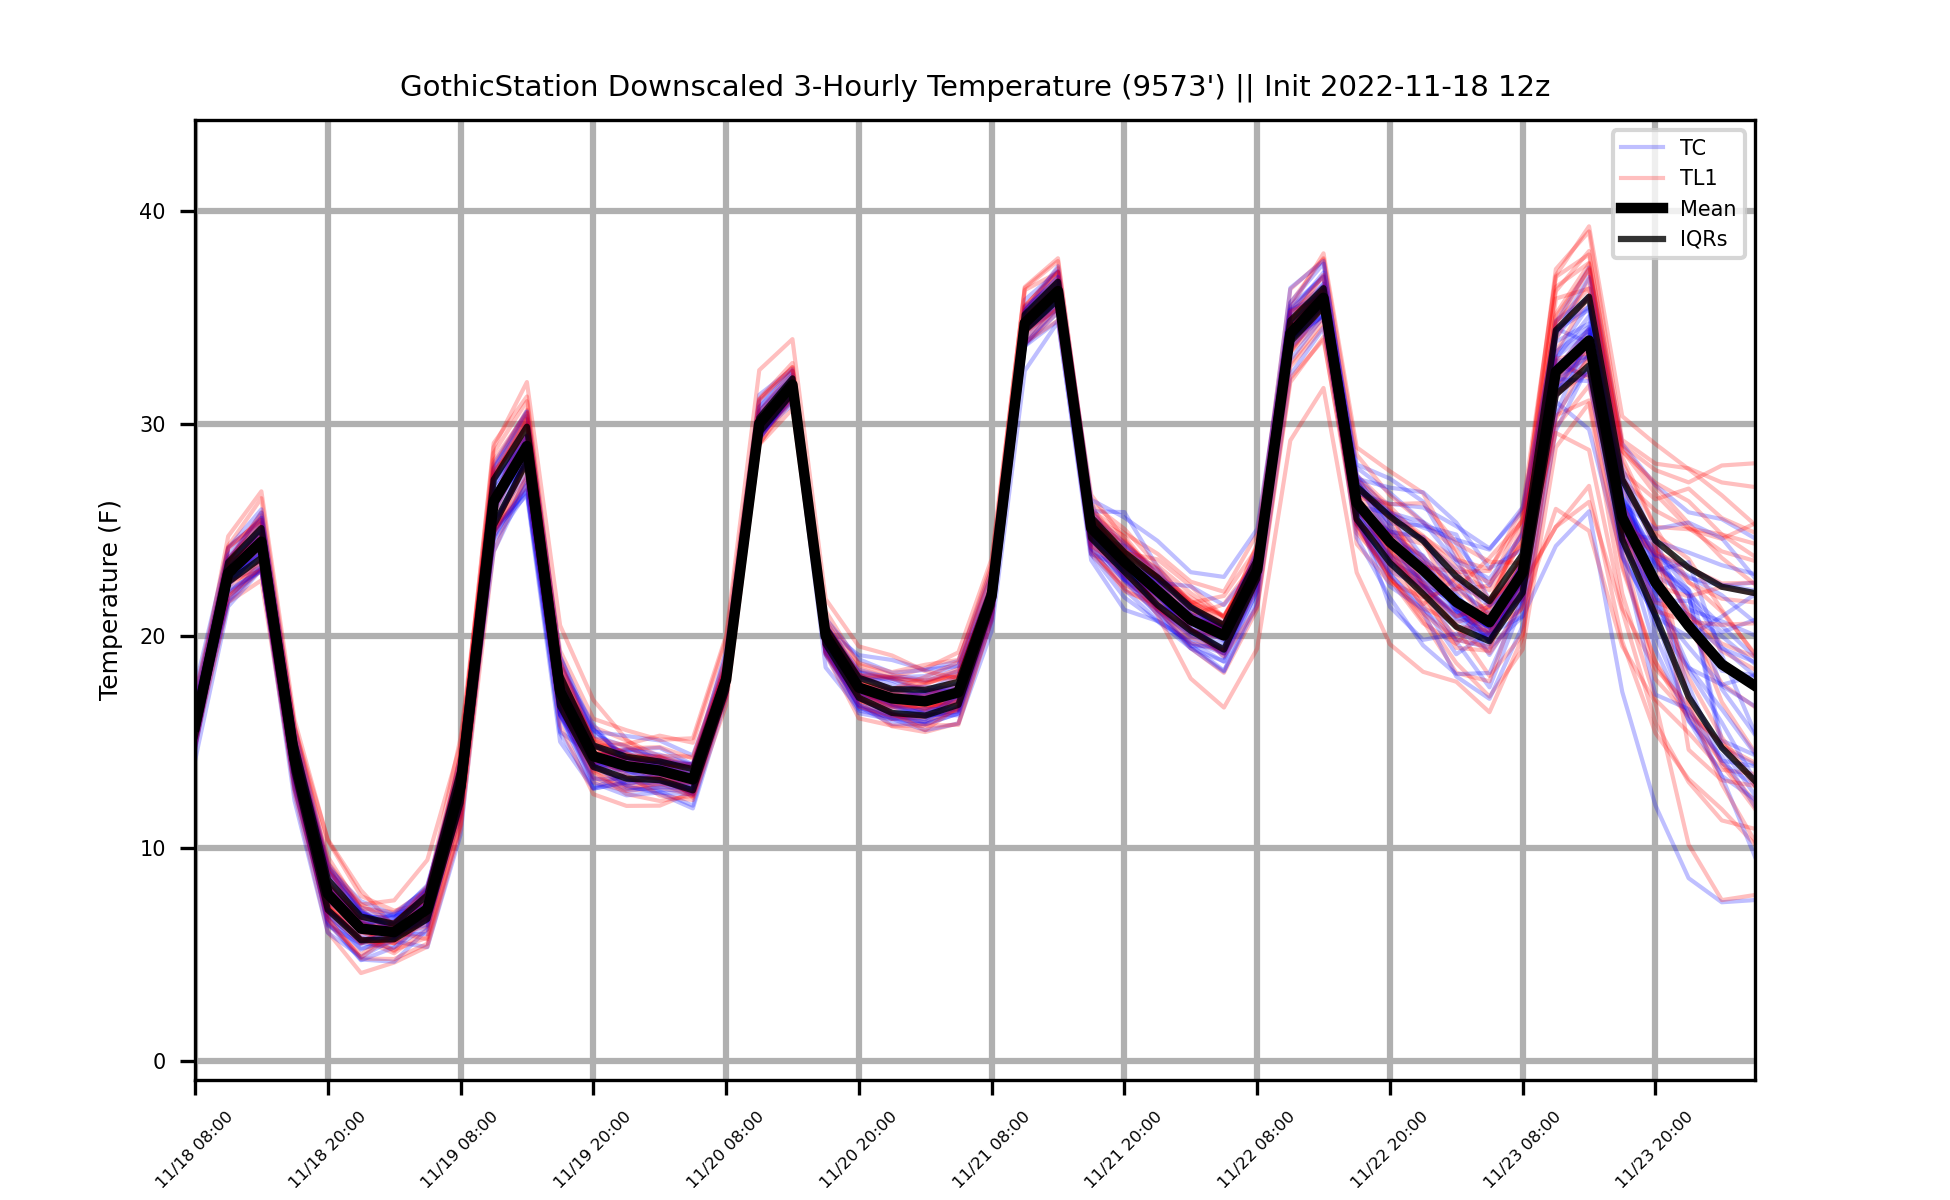 GothicStation Downscaled 3-Hourly Temperature (9573') || Init 2022-11-18 12z
TC
TL1
Mean
IQRs
Temperature (F)
40
30
20
10
0
11/18 08:00
11/18 20:00
11/19 08:00
11/19 20:00
11/20 08:00
11/20 20:00
11/21 08:00
11/21 20:00
11/22 08:00
11/22 20:00
11/23 08:00
11/23 20:00